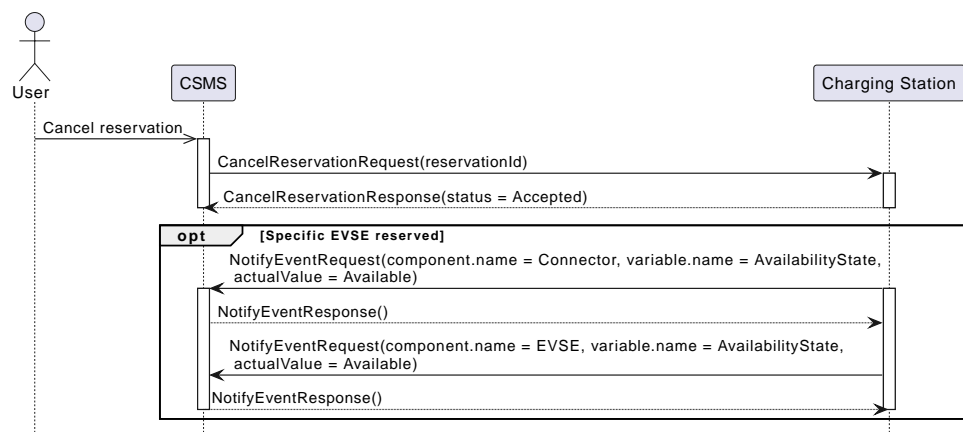 User
CSMS
Charging Station
Cancel reservation
CancelReservationRequest(reservationId)
CancelReservationResponse(status = Accepted)
opt
[Specific EVSE reserved]
NotifyEventRequest(component.name = Connector, variable.name = AvailabilityState,
actualValue = Available)
NotifyEventResponse()
NotifyEventRequest(component.name = EVSE, variable.name = AvailabilityState,
actualValue = Available)
NotifyEventResponse()